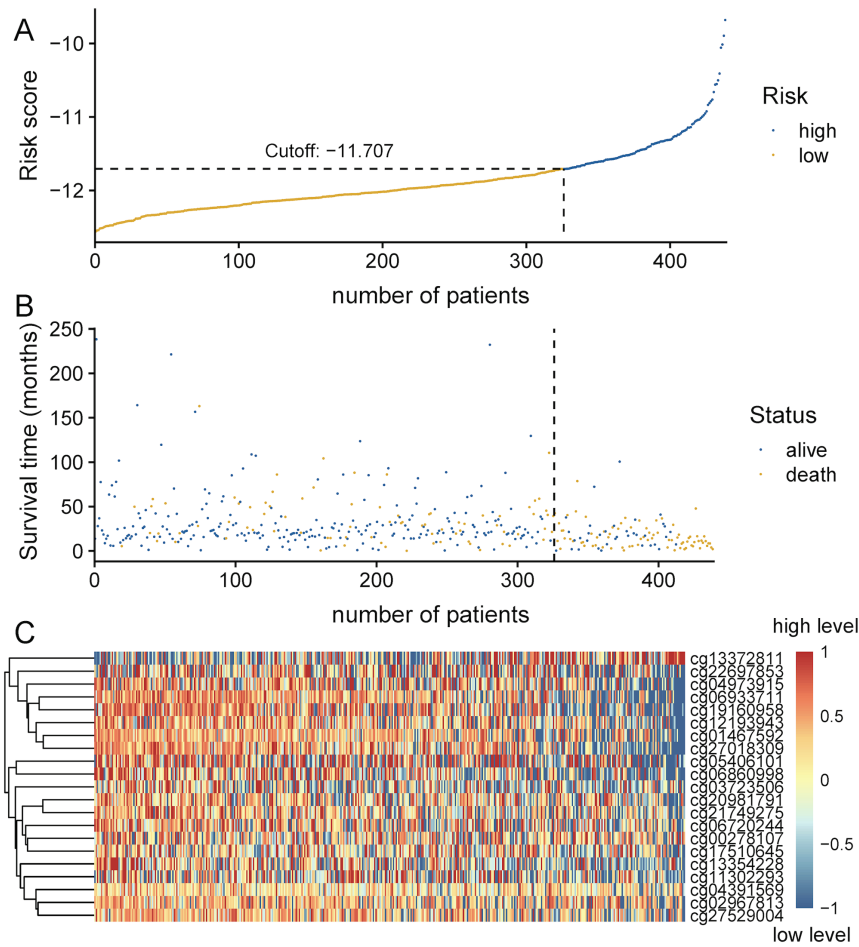 A
−10
−11
−12
Risk score
Cutoff: −11.707
Risk
high
low
0 100 200 300 400
number of patients
B
250
200
150
100
50
0
Survival time (months)
Status
alive
death
0 100 200 300 400
number of patients
C
high level
cg13372811
cg22697853
cg04973915
cg06933711
cg19160958
cg12193943
cg01467592
cg27018309
cg05406101
cg06860998
cg03723506
cg20981791
cg21749275
cg06720244
cg00278107
cg17510645
cg13354228
cg11302293
cg04391569
cg02967813
cg27529004
1
0.5
0
−0.5
−1
low level